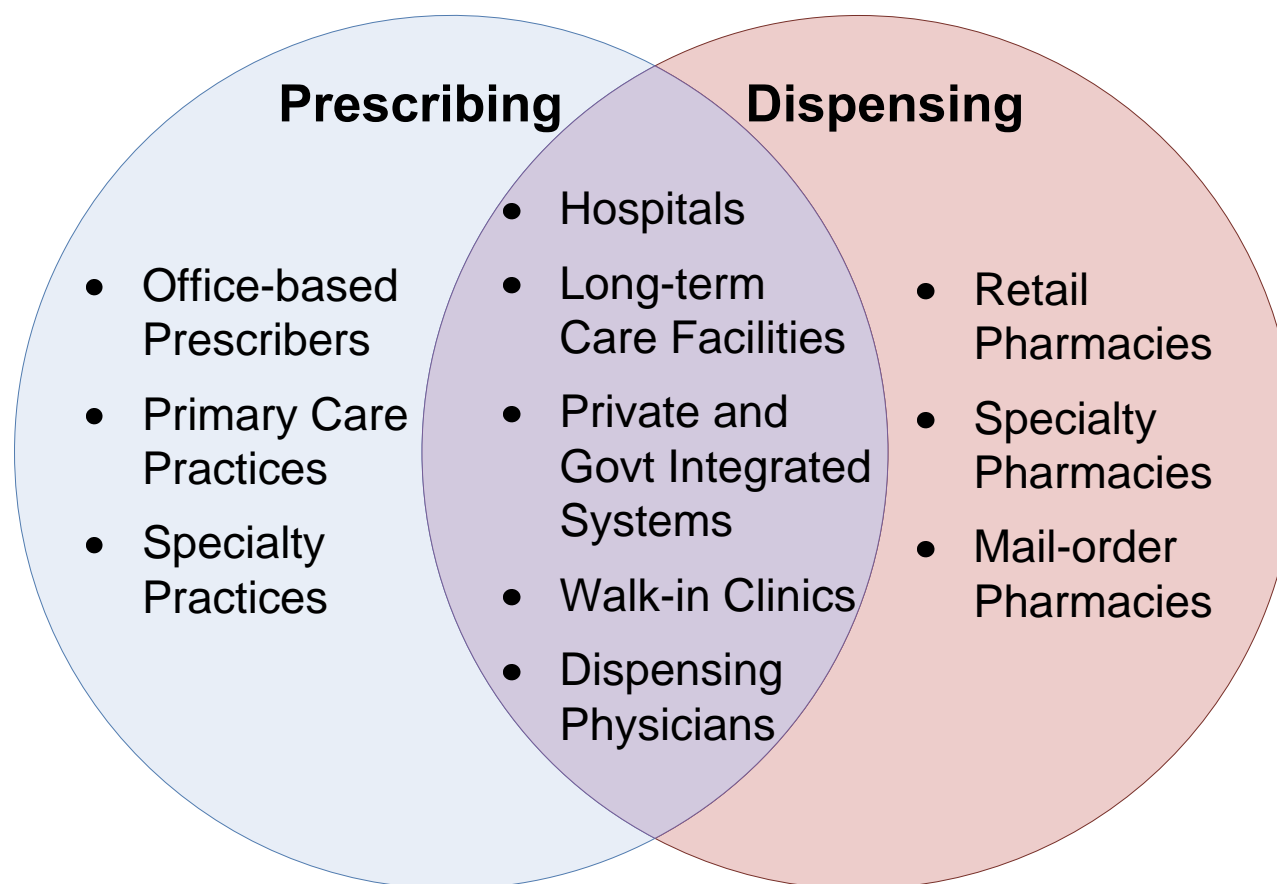 Prescribing
Dispensing
• Office-based
Prescribers
• Primary Care
Practices
• Specialty
Practices
• Hospitals
• Long-term
Care Facilities
• Private and
Govt Integrated
Systems
• Walk-in Clinics
• Dispensing
Physicians
• Retail
Pharmacies
• Specialty
Pharmacies
• Mail-order
Pharmacies